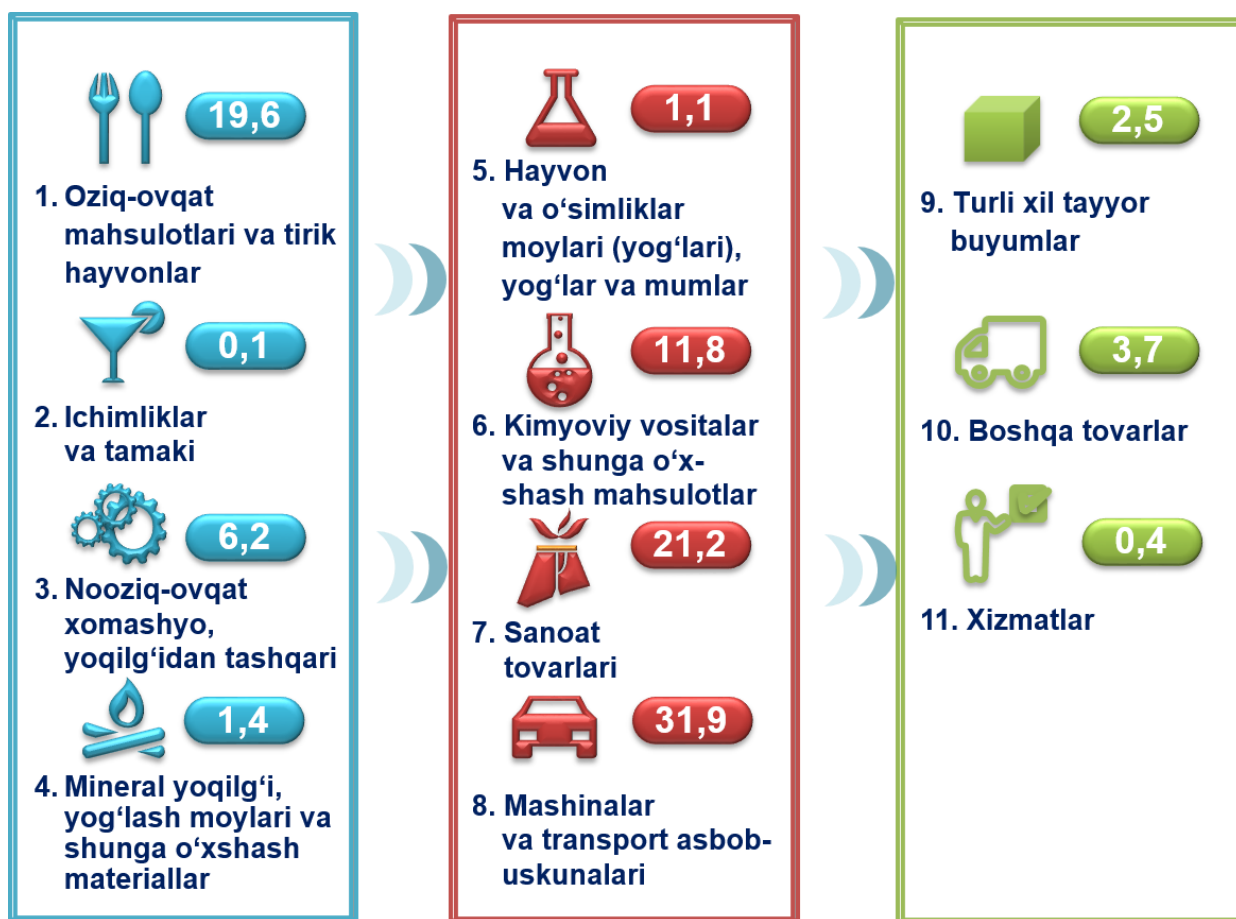 19,6
1. Oziq-ovqat
mahsulotlari va tirik
hayvonlar
0,1
2. Ichimliklar
va tamaki
6,2
3. Nooziq-ovqat
xomashyo,
yoqilg‘idan tashqari
1,4
4. Mineral yoqilg‘i,
yog‘lash moylari va
shunga o‘xshash
materiallar
1,1
5. Hayvon
va o‘simliklar
moylari (yog‘lari),
yog‘lar va mumlar
11,8
6. Kimyoviy vositalar
va shunga o‘x-
shash mahsulotlar
21,2
7. Sanoat
tovarlari
31,9
8. Mashinalar
va transport asbob-
uskunalari
2,5
9. Turli xil tayyor
buyumlar
3,7
10. Boshqa tovarlar
0,4
11. Xizmatlar